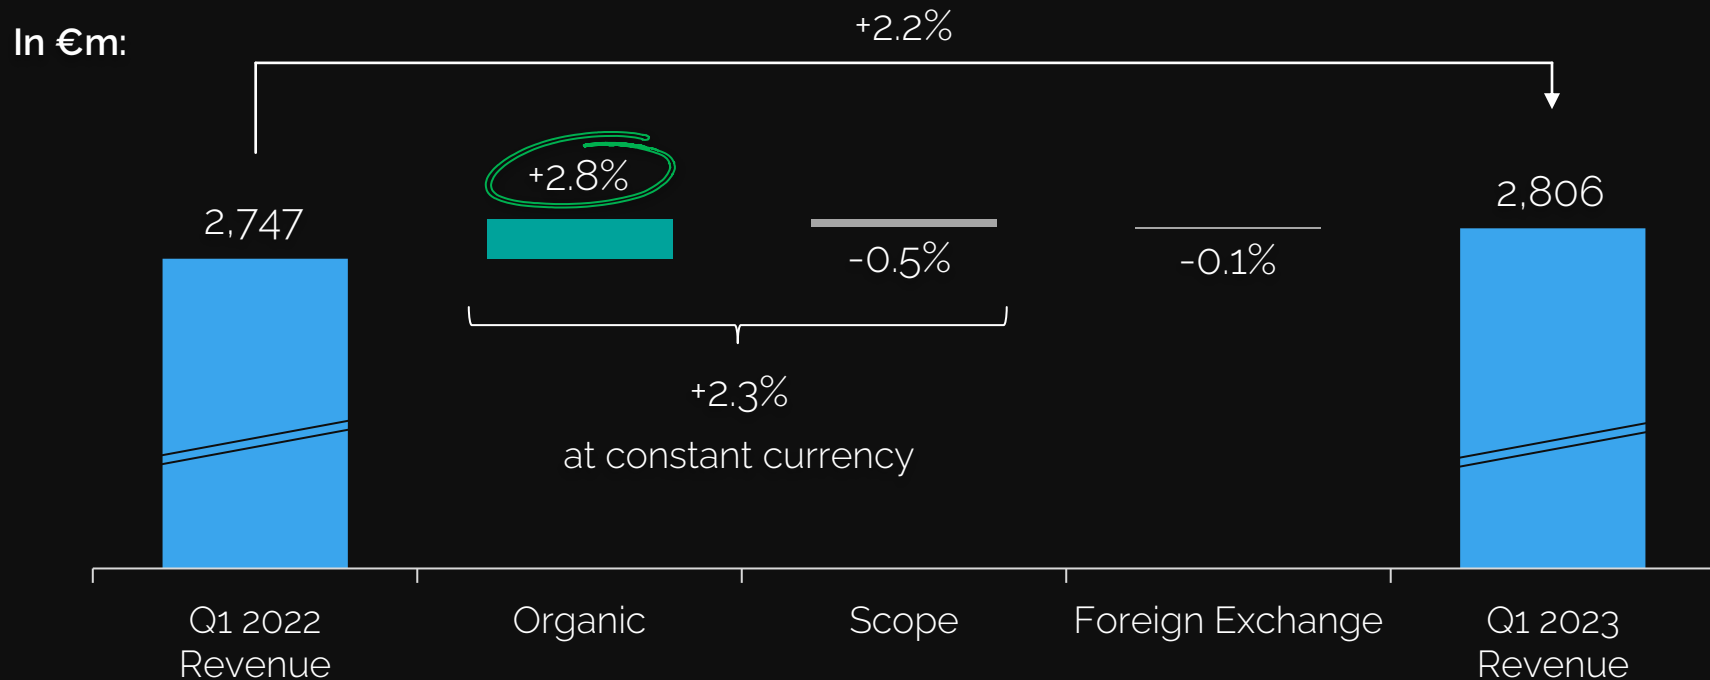 In €m:
+2.2%
2,747
+2.8%
-0.5%
-0.1%
2,806
+2.3%
at constant currency
Q1 2022
Revenue
Organic
Scope
Foreign Exchange
Q1 2023
Revenue